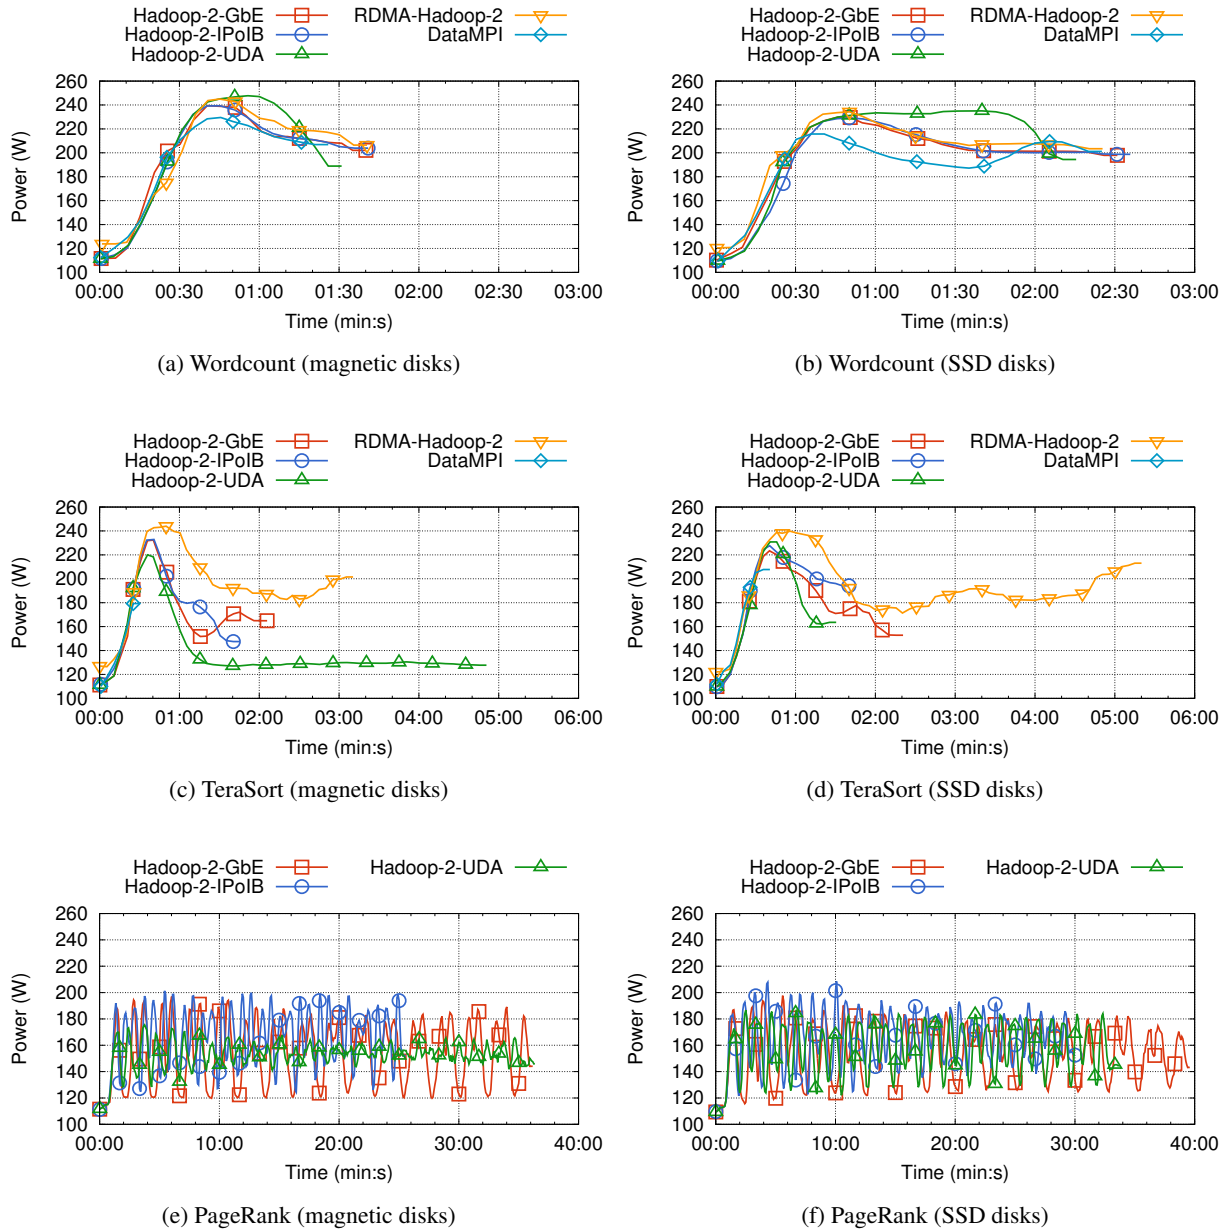 Hadoop-2-GbE
Hadoop-2-IPoIB
Hadoop-2-UDA
RDMA-Hadoop-2
DataMPI
260
240
220
200
180
160
140
120
100
Power (W)
00:00 00:30 01:00 01:30 02:00 02:30 03:00
Time (min:s)
(a) Wordcount (magnetic disks)
Hadoop-2-GbE
Hadoop-2-IPoIB
Hadoop-2-UDA
RDMA-Hadoop-2
DataMPI
260
240
220
200
180
160
140
120
100
Power (W)
00:00 00:30 01:00 01:30 02:00 02:30 03:00
Time (min:s)
(b) Wordcount (SSD disks)
Hadoop-2-GbE
Hadoop-2-IPoIB
Hadoop-2-UDA
RDMA-Hadoop-2
DataMPI
260
240
220
200
180
160
140
120
100
Power (W)
00:00 01:00 02:00 03:00 04:00 05:00 06:00
Time (min:s)
(c) TeraSort (magnetic disks)
Hadoop-2-GbE
Hadoop-2-IPoIB
Hadoop-2-UDA
RDMA-Hadoop-2
DataMPI
260
240
220
200
180
160
140
120
100
Power (W)
00:00 01:00 02:00 03:00 04:00 05:00 06:00
Time (min:s)
(d) TeraSort (SSD disks)
Hadoop-2-GbE
Hadoop-2-IPoIB
Hadoop-2-UDA
260
240
220
200
180
160
140
120
100
Power (W)
00:00 10:00 20:00 30:00 40:00
Time (min:s)
(e) PageRank (magnetic disks)
Hadoop-2-GbE
Hadoop-2-IPoIB
Hadoop-2-UDA
260
240
220
200
180
160
140
120
100
Power (W)
00:00 10:00 20:00 30:00 40:00
Time (min:s)
(f) PageRank (SSD disks)